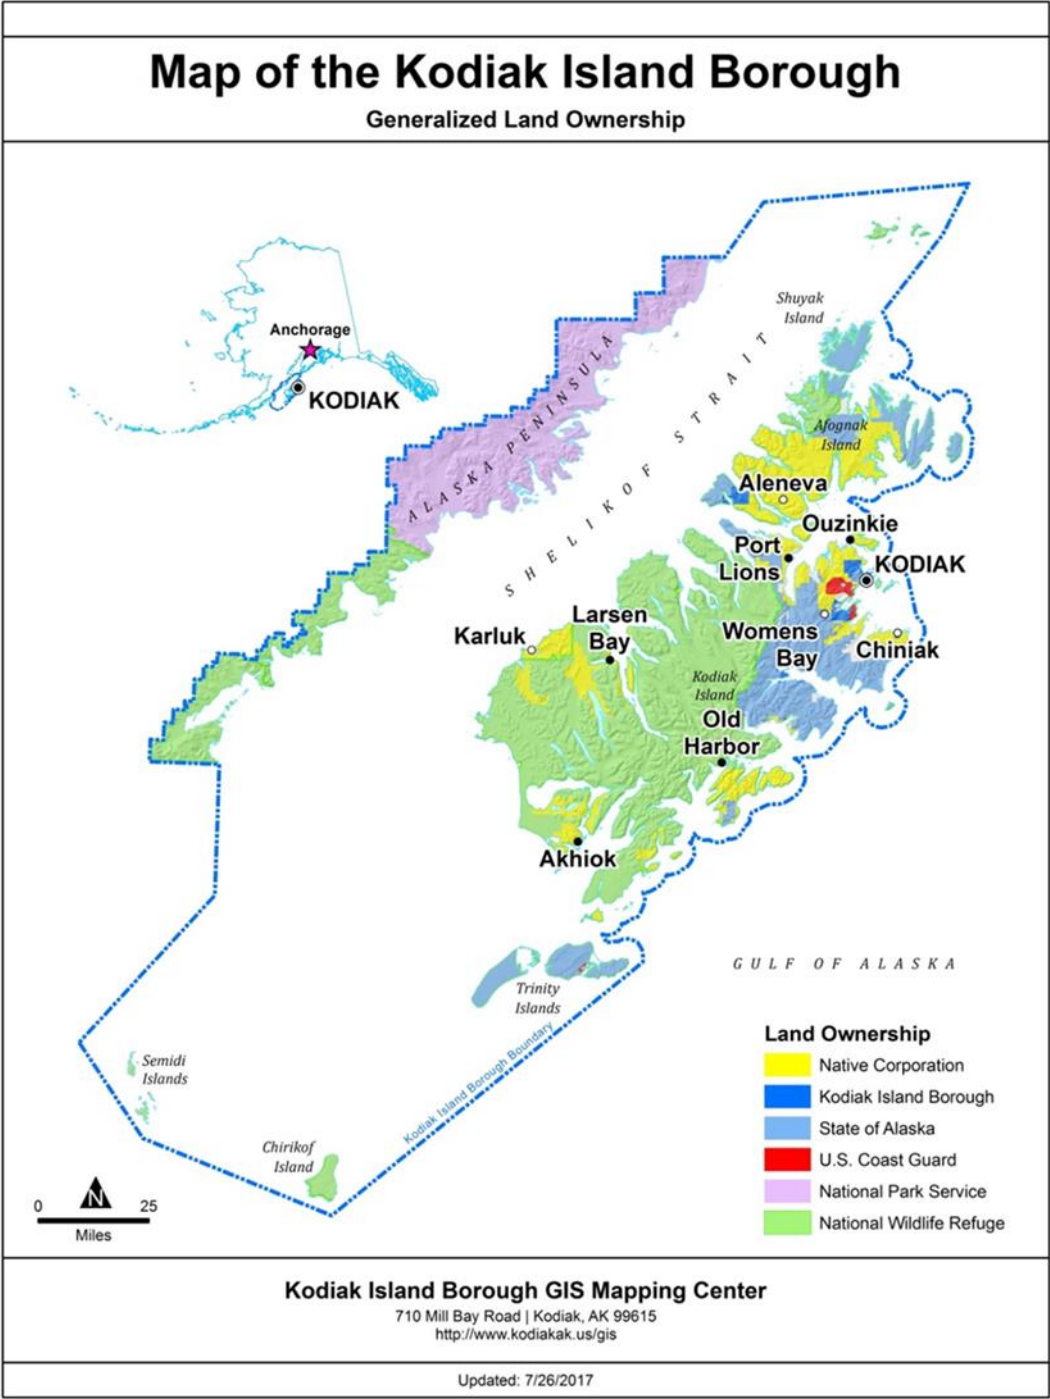 Map of the Kodiak Island Borough
Generalized Land Ownership
Anchorage
KODIAK
ALASKA PENINSULA
SHELIKOF STRAIT
Shuyak
Island
Afognak
Island
Aleneva
Ouzinkie
Port
Lions
KODIAK
Larsen
Bay
Karluk
Womens
Bay
Chiniak
Kodiak
Island
Old
Harbor
Akhiok
GULF OF ALASKA
Trinity
Islands
Kodiak Island Borough Boundary
Semidi
Islands
Chirikof
Island
Land Ownership
Native Corporation
Kodiak Island Borough
State of Alaska
U.S. Coast Guard
National Park Service
National Wildlife Refuge
N
0 25
Miles
Kodiak Island Borough GIS Mapping Center
710 Mill Bay Road | Kodiak, AK 99615
http://www.kodiakak.us/gis
Updated: 7/26/2017